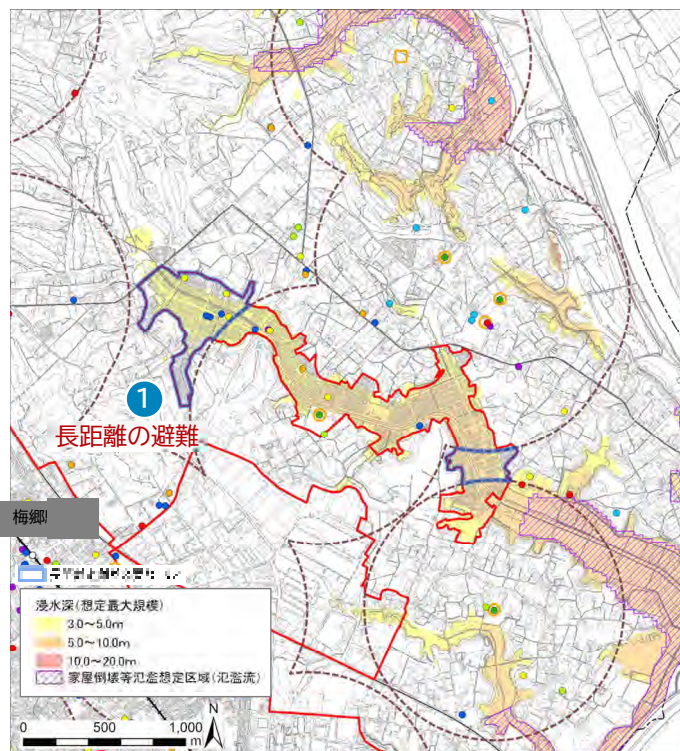 1
長距離の避難
梅郷
浸水深(想定最大規模)
3.0～5.0m
5.0～10.0m
10.0～20.0m
家屋倒壊等氾濫想定区域(氾濫流)
N
0 500 1,000
m